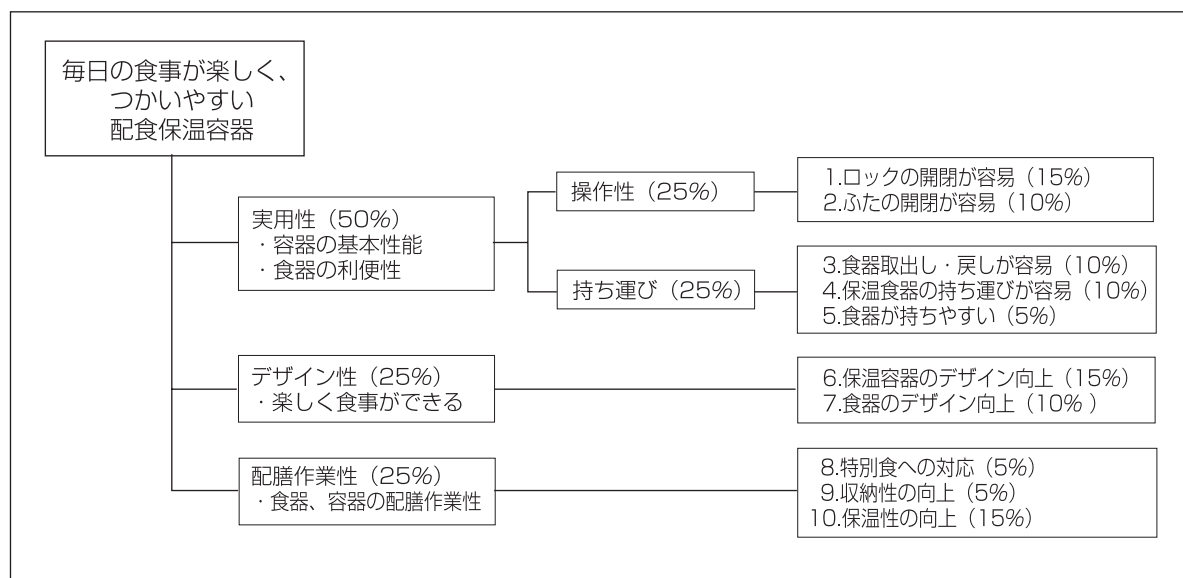 毎日の食事が楽しく、
つかいやすい
配食保温容器
実用性（50%）
・容器の基本性能
・食器の利便性
操作性（25%）
1.ロックの開閉が容易（15%）
2.ふたの開閉が容易（10%）
持ち運び（25%）
3.食器取出し・戻しが容易（10%）
4.保温食器の持ち運びが容易（10%）
5.食器が持ちやすい（5%）
デザイン性（25%）
・楽しく食事ができる
6.保温容器のデザイン向上（15%）
7.食器のデザイン向上（10% ）
配膳作業性（25%）
・食器、容器の配膳作業性
8.特別食への対応（5%）
9.収納性の向上（5%）
10.保温性の向上（15%）